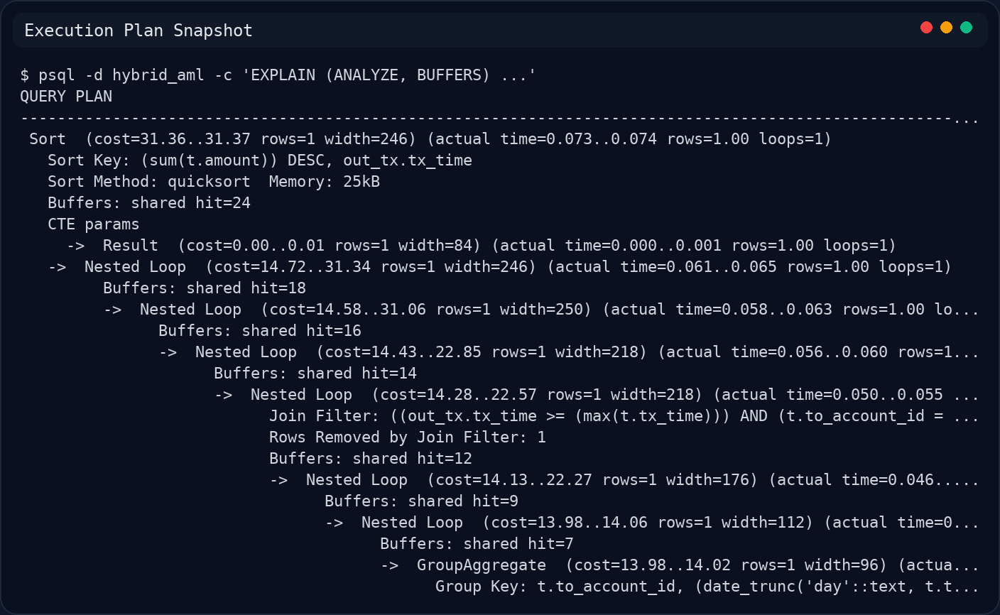 Execution Plan Snapshot
$ psql -d hybrid_aml -c 'EXPLAIN (ANALYZE, BUFFERS) ...'
QUERY PLAN
-----------------------------------------------------------------------------------------------------...
 Sort  (cost=31.36..31.37 rows=1 width=246) (actual time=0.073..0.074 rows=1.00 loops=1)
   Sort Key: (sum(t.amount)) DESC, out_tx.tx_time
   Sort Method: quicksort  Memory: 25kB
   Buffers: shared hit=24
   CTE params
     ->  Result  (cost=0.00..0.01 rows=1 width=84) (actual time=0.000..0.001 rows=1.00 loops=1)
   ->  Nested Loop  (cost=14.72..31.34 rows=1 width=246) (actual time=0.061..0.065 rows=1.00 loops=1)
         Buffers: shared hit=18
         ->  Nested Loop  (cost=14.58..31.06 rows=1 width=250) (actual time=0.058..0.063 rows=1.00 lo...
               Buffers: shared hit=16
               ->  Nested Loop  (cost=14.43..22.85 rows=1 width=218) (actual time=0.056..0.060 rows=1...
                     Buffers: shared hit=14
                     ->  Nested Loop  (cost=14.28..22.57 rows=1 width=218) (actual time=0.050..0.055 ...
                           Join Filter: ((out_tx.tx_time >= (max(t.tx_time))) AND (t.to_account_id = ...
                           Rows Removed by Join Filter: 1
                           Buffers: shared hit=12
                           ->  Nested Loop  (cost=14.13..22.27 rows=1 width=176) (actual time=0.046.....
                                 Buffers: shared hit=9
                                 ->  Nested Loop  (cost=13.98..14.06 rows=1 width=112) (actual time=0...
                                       Buffers: shared hit=7
                                       ->  GroupAggregate  (cost=13.98..14.02 rows=1 width=96) (actua...
                                             Group Key: t.to_account_id, (date_trunc('day'::text, t.t...